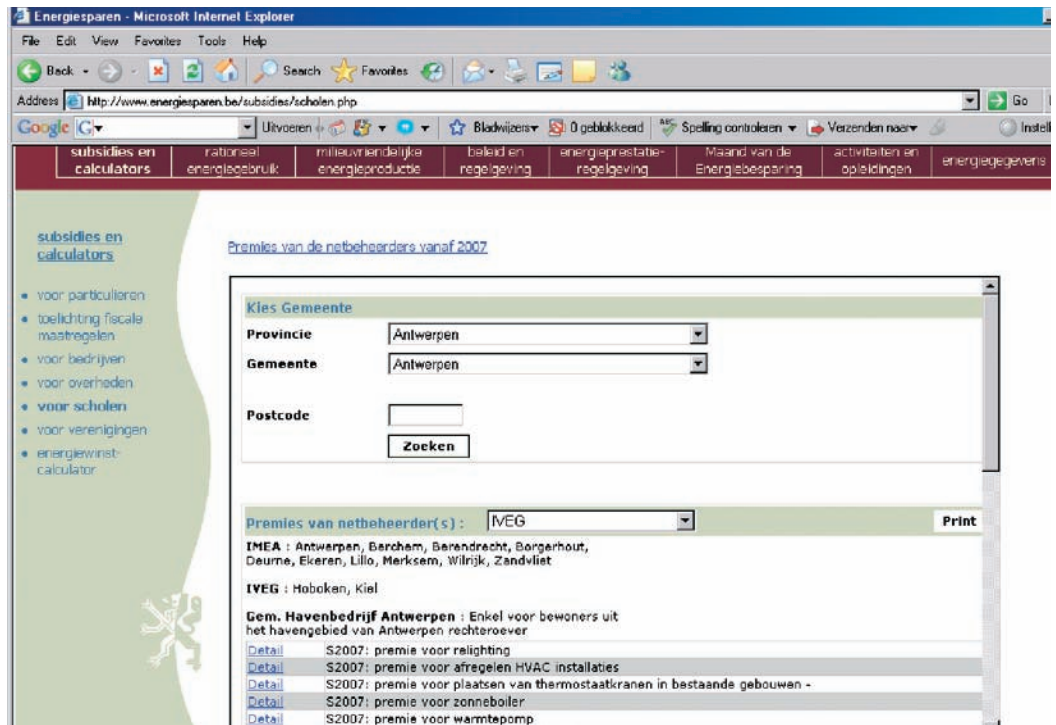 Energiesparen - Microsoft Internet Explorer
File Edit View Favorites Tools Help
Back Search Favorites
Address http://www.energiesparen.be/subsidies/scholen.php Go
Google G Uitvoeren Bladwijzers 0 geblokkeerd Spelling controleren Verzenden naar Instell
subsidies en calculators
rationeel energiegebruik
milieuvriendelijke energieproductie
beleid en regelgeving
energieprestatie-regelgeving
Maand van de Energiebesparing
activiteiten en opleidingen
energiegegevens
subsidies en
calculators
voor particulieren
toelichting fiscale
maatregelen
voor bedrijven
voor overheden
voor scholen
voor verenigingen
energiewinst-
calculator
Premies van de netbeheerders vanaf 2007
Kies Gemeente
Provincie Antwerpen
Gemeente Antwerpen
Postcode
Zoeken
Premies van netbeheerder(s) : IVEG Print
IMEA : Antwerpen, Berchem, Berendrecht, Borgerhout,
Deurne, Ekeren, Lillo, Merksem, Wilrijk, Zandvliet
IVEG : Hoboken, Kiel
Gem. Havenbedrijf Antwerpen : Enkel voor bewoners uit
het havengebied van Antwerpen rechteroever
Detail S2007: premie voor relighting
Detail S2007: premie voor afregelen HVAC installaties
Detail S2007: premie voor plaatsen van thermostaatkranen in bestaande gebouwen -
Detail S2007: premie voor zonneboiler
Detail S2007: premie voor warmtepomp